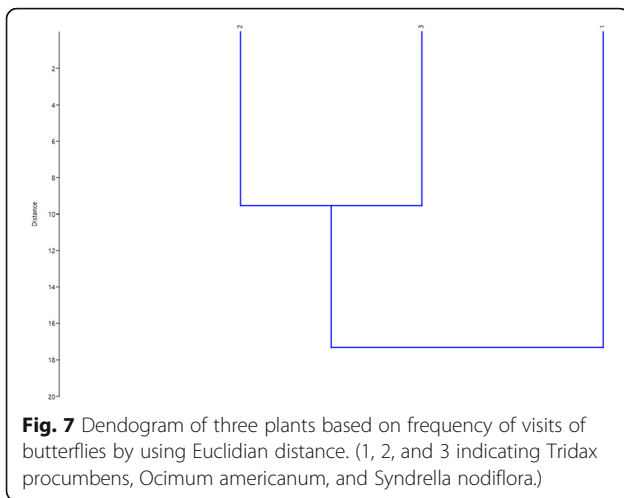 2 3 1
2
4
6
8
10
12
14
16
18
20
Distance
Fig. 7 Dendogram of three plants based on frequency of visits of
butterflies by using Euclidian distance. (1, 2, and 3 indicating Tridax
procumbens, Ocimum americanum, and Syndrella nodiflora.)